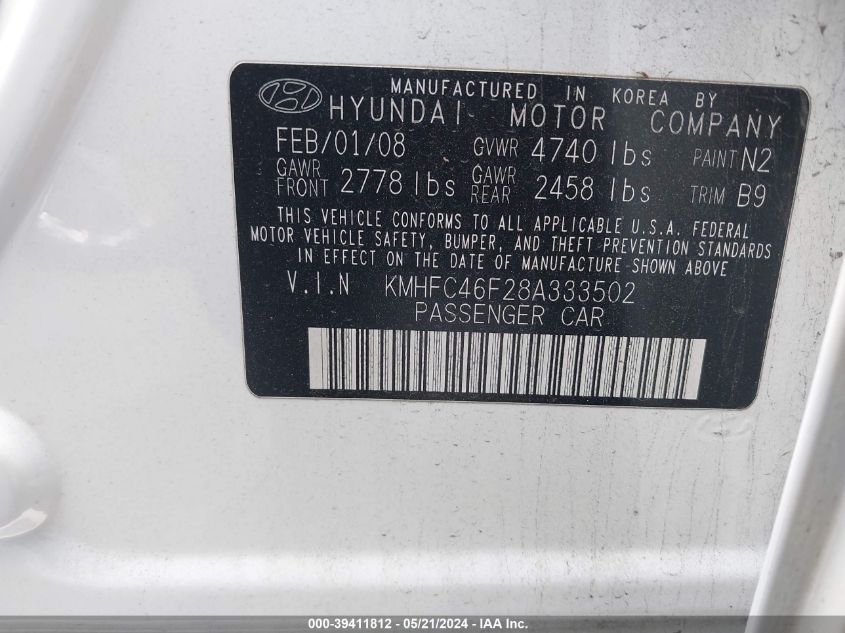 MANUFACTURED IN KOREA BY
HYUNDAI MOTOR COMPANY
FEB/01/08 GVWR 4740 lbs PAINT N2
GAWR FRONT 2778 lbs GAWR REAR 2458 lbs TRIM B9
THIS VEHICLE CONFORMS TO ALL APPLICABLE U.S.A. FEDERAL
MOTOR VEHICLE SAFETY, BUMPER, AND THEFT PREVENTION STANDARDS
IN EFFECT ON THE DATE OF MANUFACTURE SHOWN ABOVE
V.I.N KMHFC46F28A333502
PASSENGER CAR
000-39411812 - 05/21/2024 - IAA Inc.